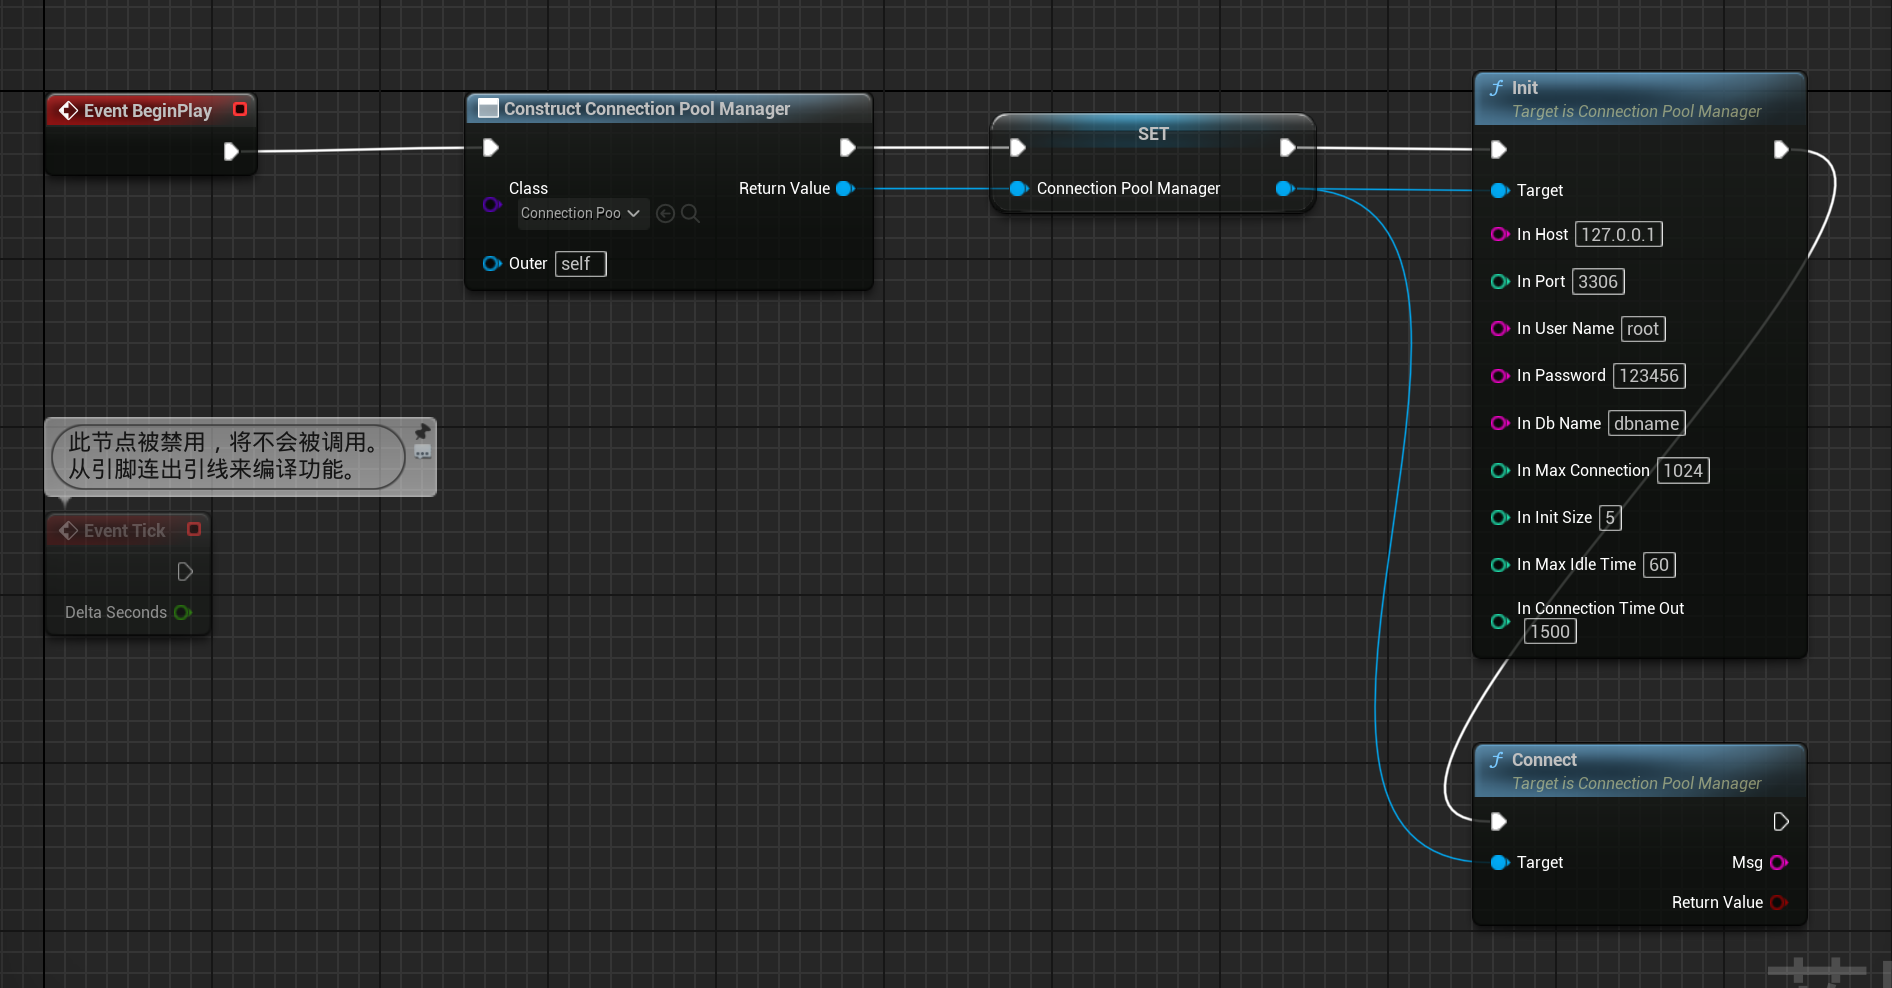 Event BeginPlay
Construct Connection Pool Manager
Class
Connection Poo
Return Value
Outer
self
SET
Connection Pool Manager
Init
Target is Connection Pool Manager
Target
In Host 127.0.0.1
In Port 3306
In User Name root
In Password 123456
In Db Name dbname
In Max Connection 1024
In Init Size 5
In Max Idle Time 60
In Connection Time Out
1500
此节点被禁用，将不会被调用。
从引脚连出引线来编译功能。
Event Tick
Delta Seconds
Connect
Target is Connection Pool Manager
Target
Msg
Return Value